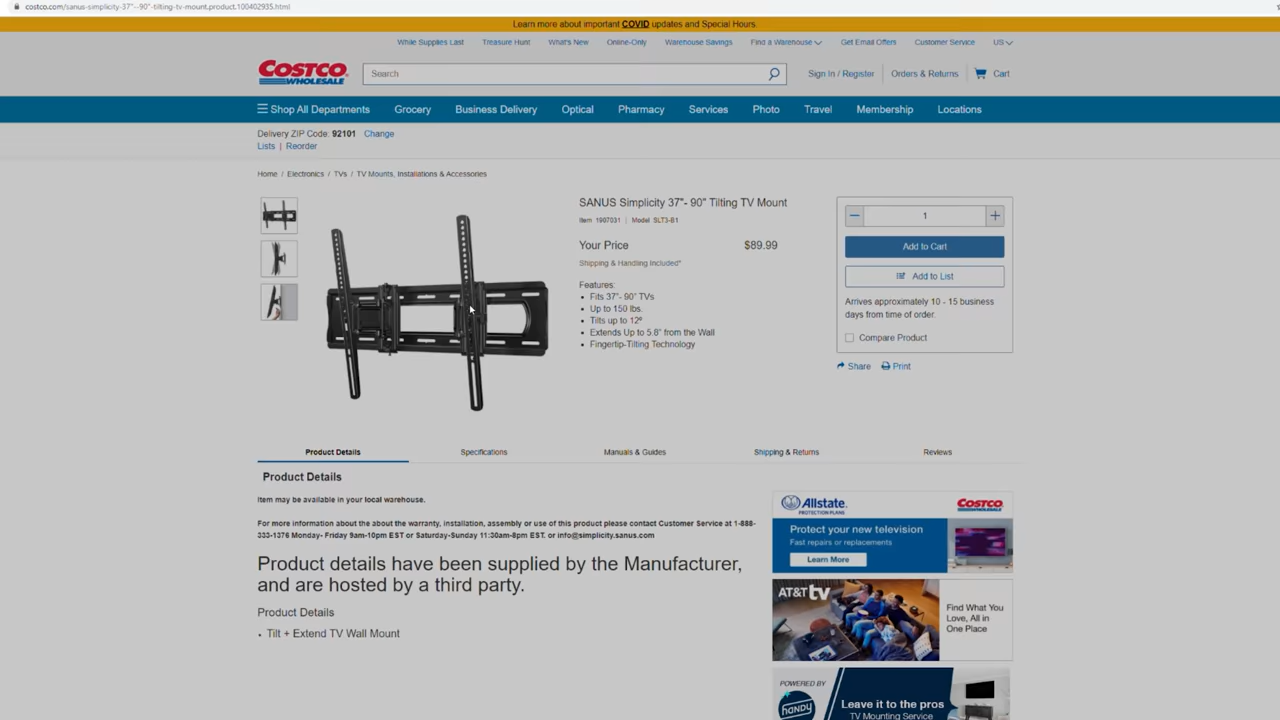 costco.com/sanus-simplicity-37"--90"-tilting-tv-mount.product.100402935.html
Learn more about important COVID updates and Special Hours.
While Supplies Last
Treasure Hunt
What's New
Online-Only
Warehouse Savings
Find a Warehouse
Get Email Offers
Customer Service
US
COSTCO WHOLESALE
Search
Sign In / Register
Orders & Returns
Cart
Shop All Departments
Grocery
Business Delivery
Optical
Pharmacy
Services
Photo
Travel
Membership
Locations
Delivery ZIP Code: 92101 Change
Lists | Reorder
Home / Electronics / TVs / TV Mounts, Installations & Accessories
SANUS Simplicity 37"- 90" Tilting TV Mount
Item 1907031 | Model SLT3-B1
Your Price $89.99
Shipping & Handling Included*
Features:
• Fits 37"- 90" TVs
• Up to 150 lbs.
• Tilts up to 12º
• Extends Up to 5.8" from the Wall
• Fingertip-Tilting Technology
− 1 +
Add to Cart
Add to List
Arrives approximately 10 - 15 business
days from time of order.
Compare Product
Share
Print
Product Details
Specifications
Manuals & Guides
Shipping & Returns
Reviews
Product Details
Item may be available in your local warehouse.
For more information about the about the warranty, installation, assembly or use of this product please contact Customer Service at 1-888-
333-1376 Monday- Friday 9am-10pm EST or Saturday-Sunday 11:30am-8pm EST. or info@simplicity.sanus.com
Product details have been supplied by the Manufacturer,
and are hosted by a third party.
Product Details
• Tilt + Extend TV Wall Mount
Allstate
PROTECTION PLANS
COSTCO WHOLESALE
Protect your new television
Fast repairs or replacements
Learn More
AT&T tv
Find What You
Love, All in
One Place
POWERED BY
handy
Leave it to the pros
TV Mounting Service